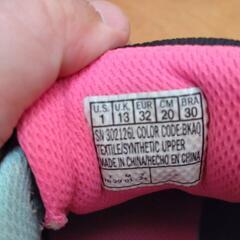 U.S. U.K. EUR CM BRA
1 13 32 20 30
SN 302126L COLOR CODE:BKAQ
TEXTILE/SYNTHETIC UPPER
MADE IN CHINA/HECHO EN CHINA